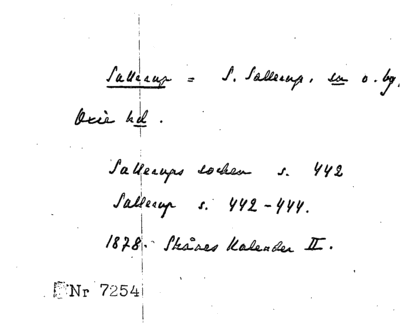 Sallerup = S. Sallerup, sn o. by,
Oxie hd.
Sallerups socken s. 442
Sallerup s. 442-444.
1878. Skånes Kalender II.
Nr 7254